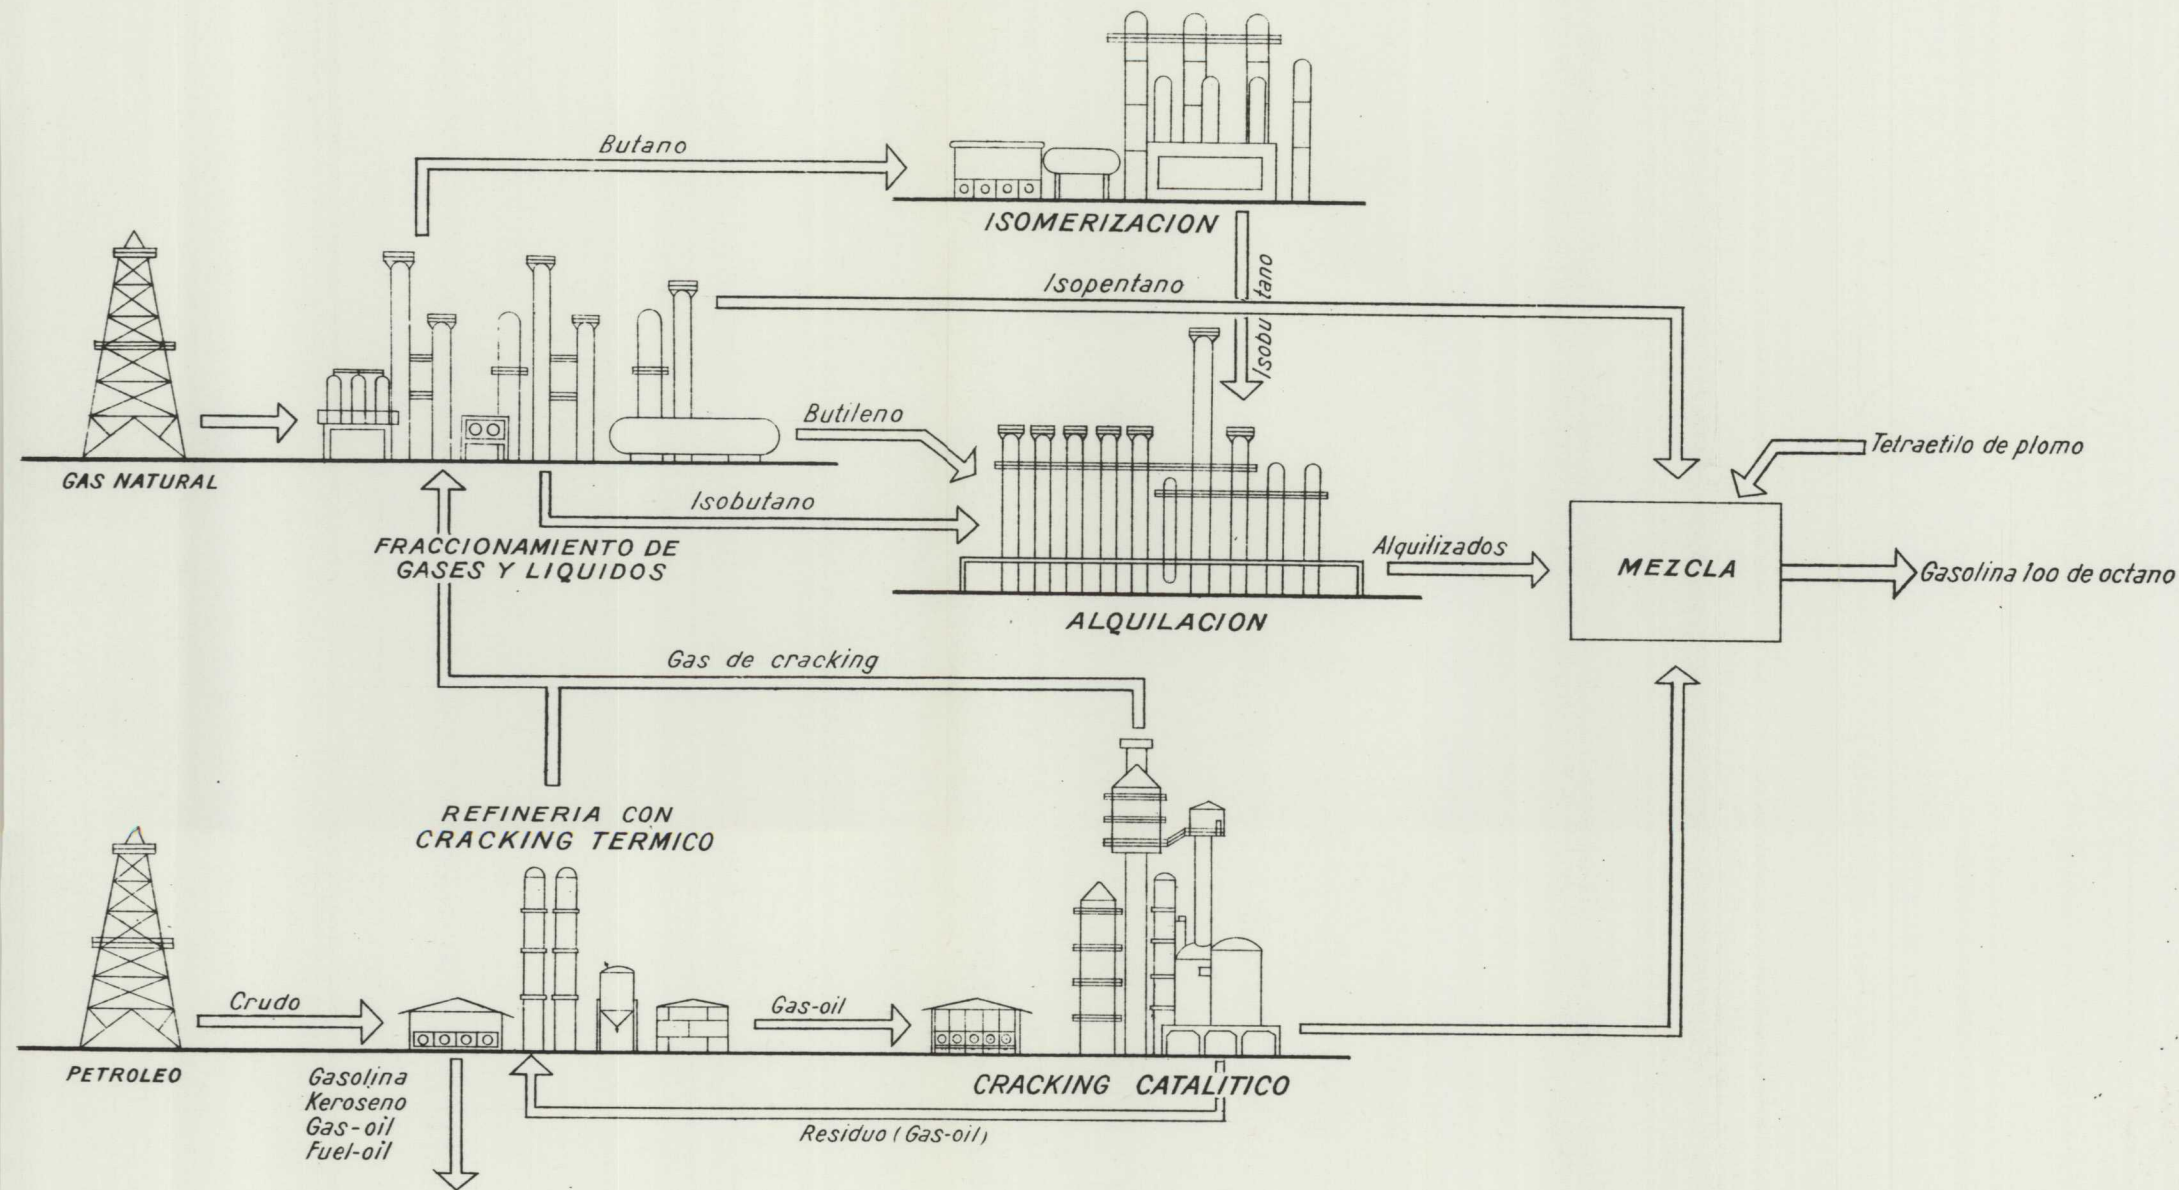 Butano
ISOMERIZACION
Isopentano
Isobutano
GAS NATURAL
Butileno
Isobutano
Tetraetilo de plomo
FRACCIONAMIENTO DE
GASES Y LIQUIDOS
Alquilizados
MEZCLA
Gasolina 100 de octano
ALQUILACION
Gas de cracking
REFINERIA CON
CRACKING TERMICO
Crudo
Gas-oil
PETROLEO
CRACKING CATALITICO
Gasolina
Keroseno
Gas-oil
Fuel-oil
Residuo (Gas-oil)